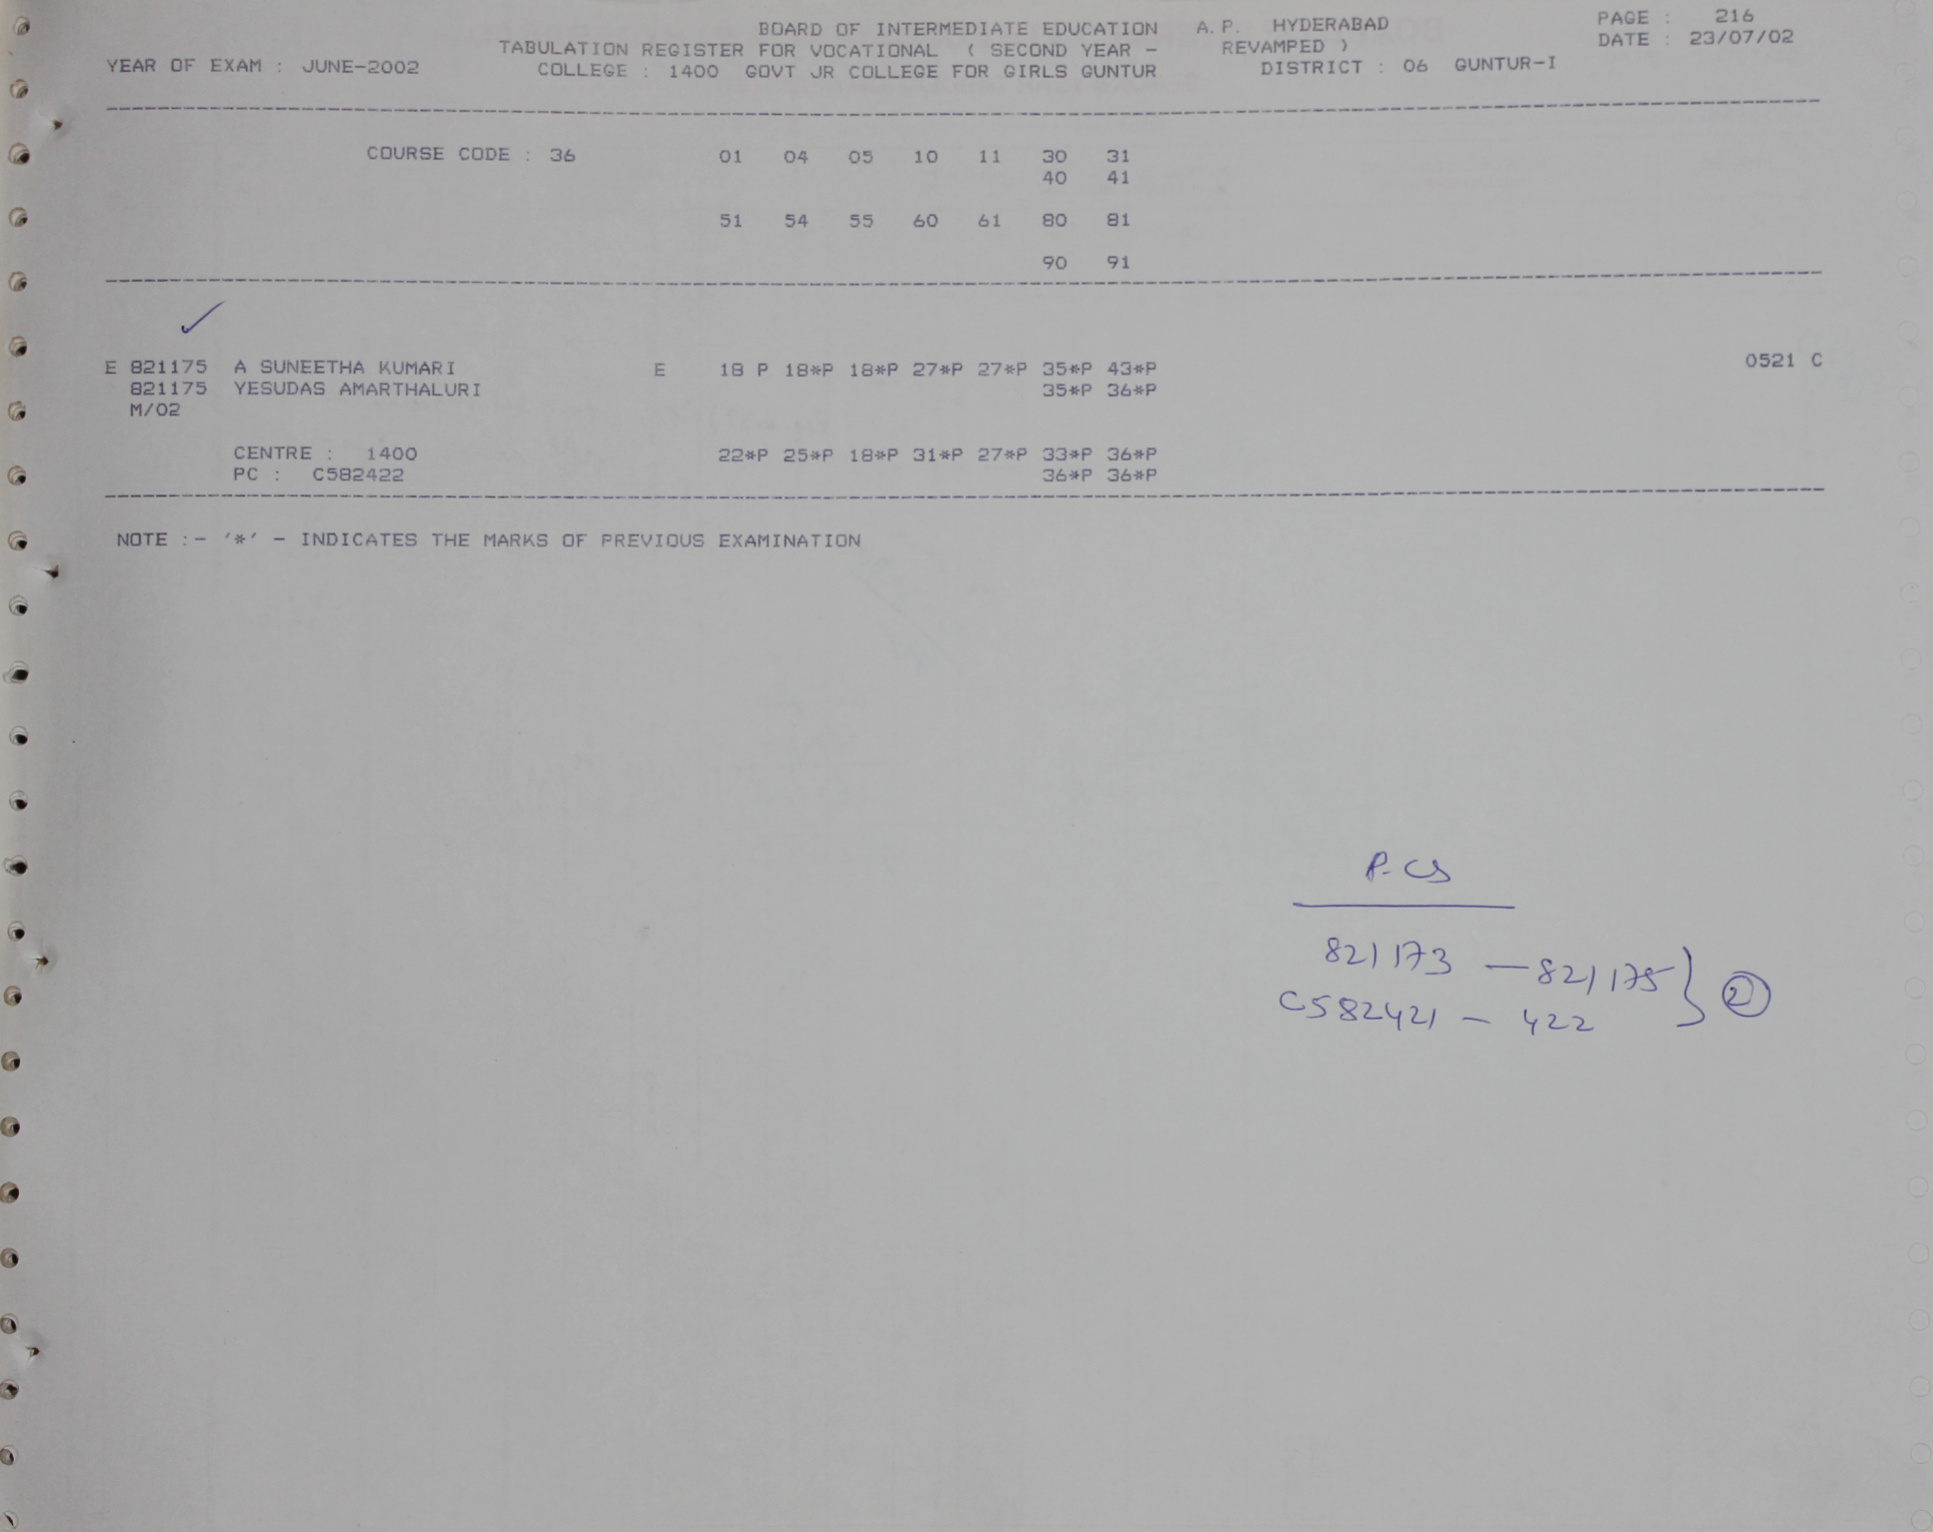 BOARD OF INTERMEDIATE EDUCATION A.P. HYDERABAD PAGE : 216
TABULATION REGISTER FOR VOCATIONAL ( SECOND YEAR - REVAMPED ) DATE : 23/07/02
YEAR OF EXAM : JUNE-2002 COLLEGE : 1400 GOVT JR COLLEGE FOR GIRLS GUNTUR DISTRICT : 06 GUNTUR-I
COURSE CODE : 36 01 04 05 10 11 30 31
40 41
51 54 55 60 61 80 81
90 91
E 821175 A SUNEETHA KUMARI E 18 P 18*P 18*P 27*P 27*P 35*P 43*P 0521 C
821175 YESUDAS AMARTHALURI 35*P 36*P
M/02
CENTRE : 1400 22*P 25*P 18*P 31*P 27*P 33*P 36*P
PC : C582422 36*P 36*P
NOTE :- '*' - INDICATES THE MARKS OF PREVIOUS EXAMINATION
P.Cs
821173 — 821175 } 2
C582421 - 422